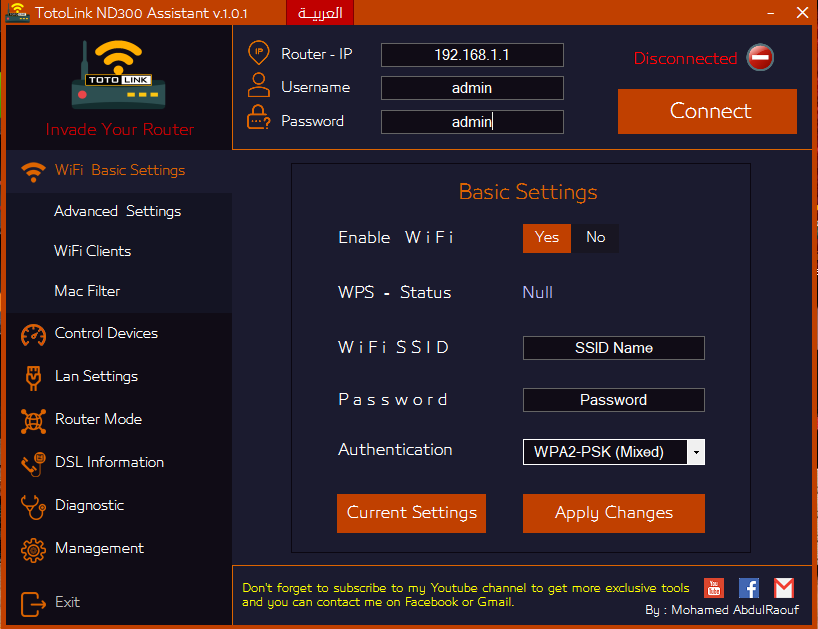 TotoLink ND300 Assistant v.1.0.1
العربيـة
TOTO LINK
Invade Your Router
IP
Router - IP
192.168.1.1
Username
admin
Password
admin
Disconnected
Connect
WiFi Basic Settings
Advanced Settings
WiFi Clients
Mac Filter
Control Devices
Lan Settings
Router Mode
DSL Information
Diagnostic
Management
Exit
Basic Settings
Enable WiFi
Yes No
WPS - Status
Null
WiFi SSID
SSID Name
Password
Password
Authentication
WPA2-PSK (Mixed)
Current Settings
Apply Changes
Don't forget to subscribe to my Youtube channel to get more exclusive tools
and you can contact me on Facebook or Gmail.
You Tube
By : Mohamed AbdulRaouf